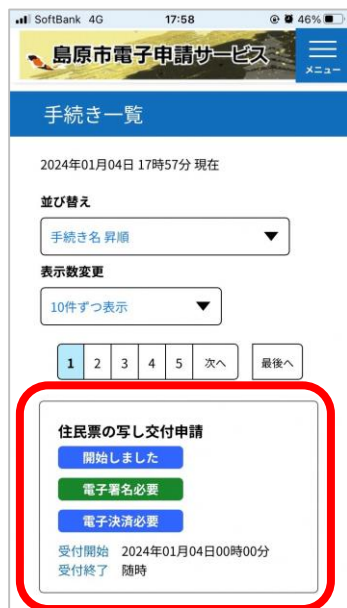 SoftBank 4G 17:58 46%
島原市電子申請サービス
メニュー
手続き一覧
2024年01月04日 17時57分 現在
並び替え
手続き名 昇順
表示数変更
10件ずつ表示
1 2 3 4 5 次へ 最後へ
住民票の写し交付申請
開始しました
電子署名必要
電子決済必要
受付開始 2024年01月04日00時00分
受付終了 随時